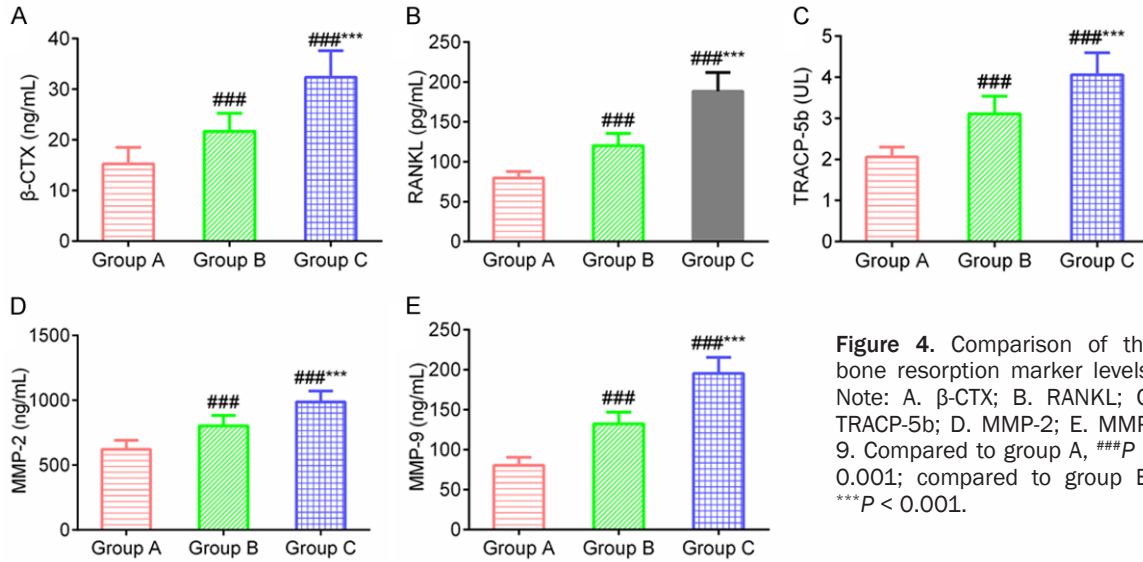 A
β-CTX (ng/mL)
40
30
20
10
0
###
###***
Group A Group B Group C
B
RANKL (pg/mL)
250
200
150
100
50
0
###
###***
Group A Group B Group C
C
TRACP-5b (UL)
5
4
3
2
1
0
###
###***
Group A Group B Group C
D
MMP-2 (ng/mL)
1500
1000
500
0
###
###***
Group A Group B Group C
E
MMP-9 (ng/mL)
250
200
150
100
50
0
###
###***
Group A Group B Group C
Figure 4. Comparison of th
bone resorption marker levels
Note: A. β-CTX; B. RANKL; C
TRACP-5b; D. MMP-2; E. MMP
9. Compared to group A, ###P
0.001; compared to group B
***P < 0.001.